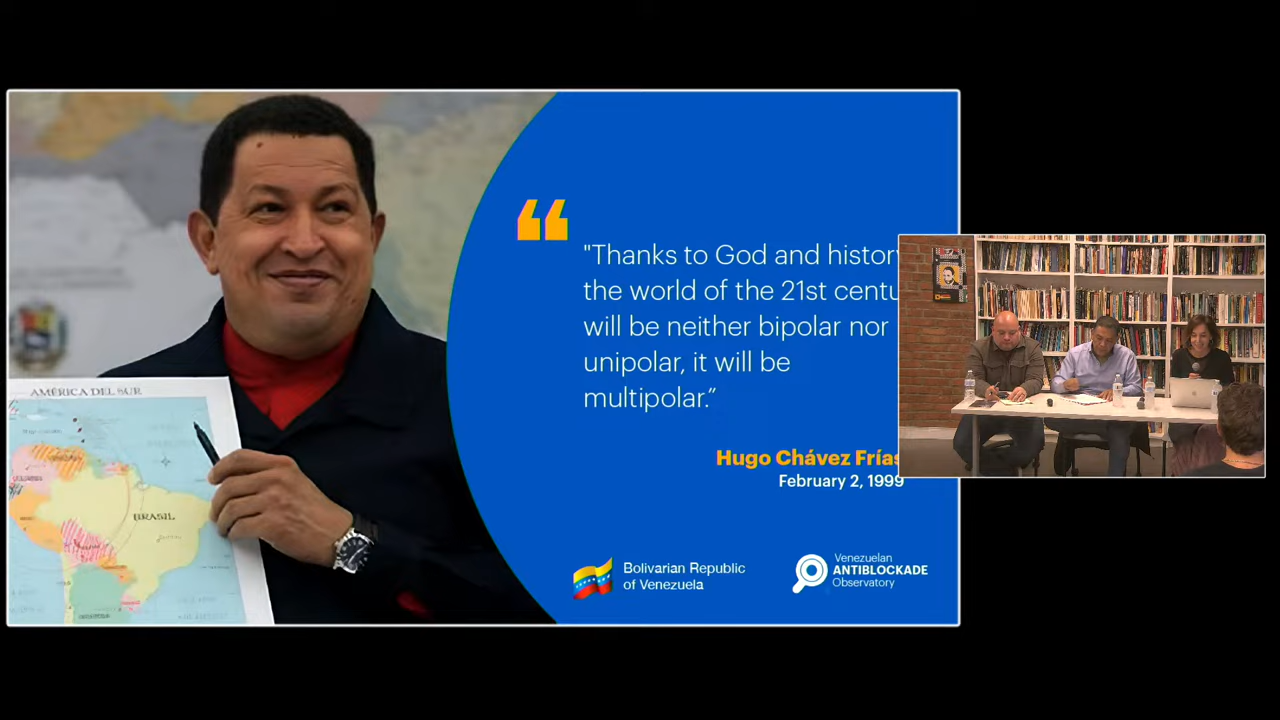 "Thanks to God and histor
the world of the 21st centu
will be neither bipolar nor
unipolar, it will be
multipolar.”
Hugo Chávez Frías
February 2, 1999
Bolivarian Republic
of Venezuela
Venezuelan
ANTIBLOCKADE
Observatory
AMÉRICA DEL SUR
BRASIL